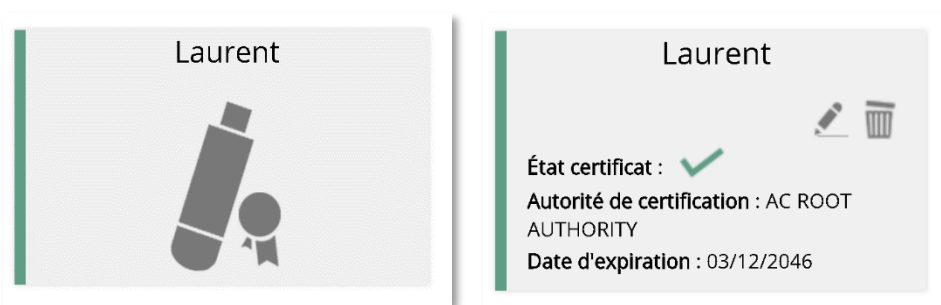 Laurent
Laurent
État certificat :
Autorité de certification : AC ROOT
AUTHORITY
Date d'expiration : 03/12/2046